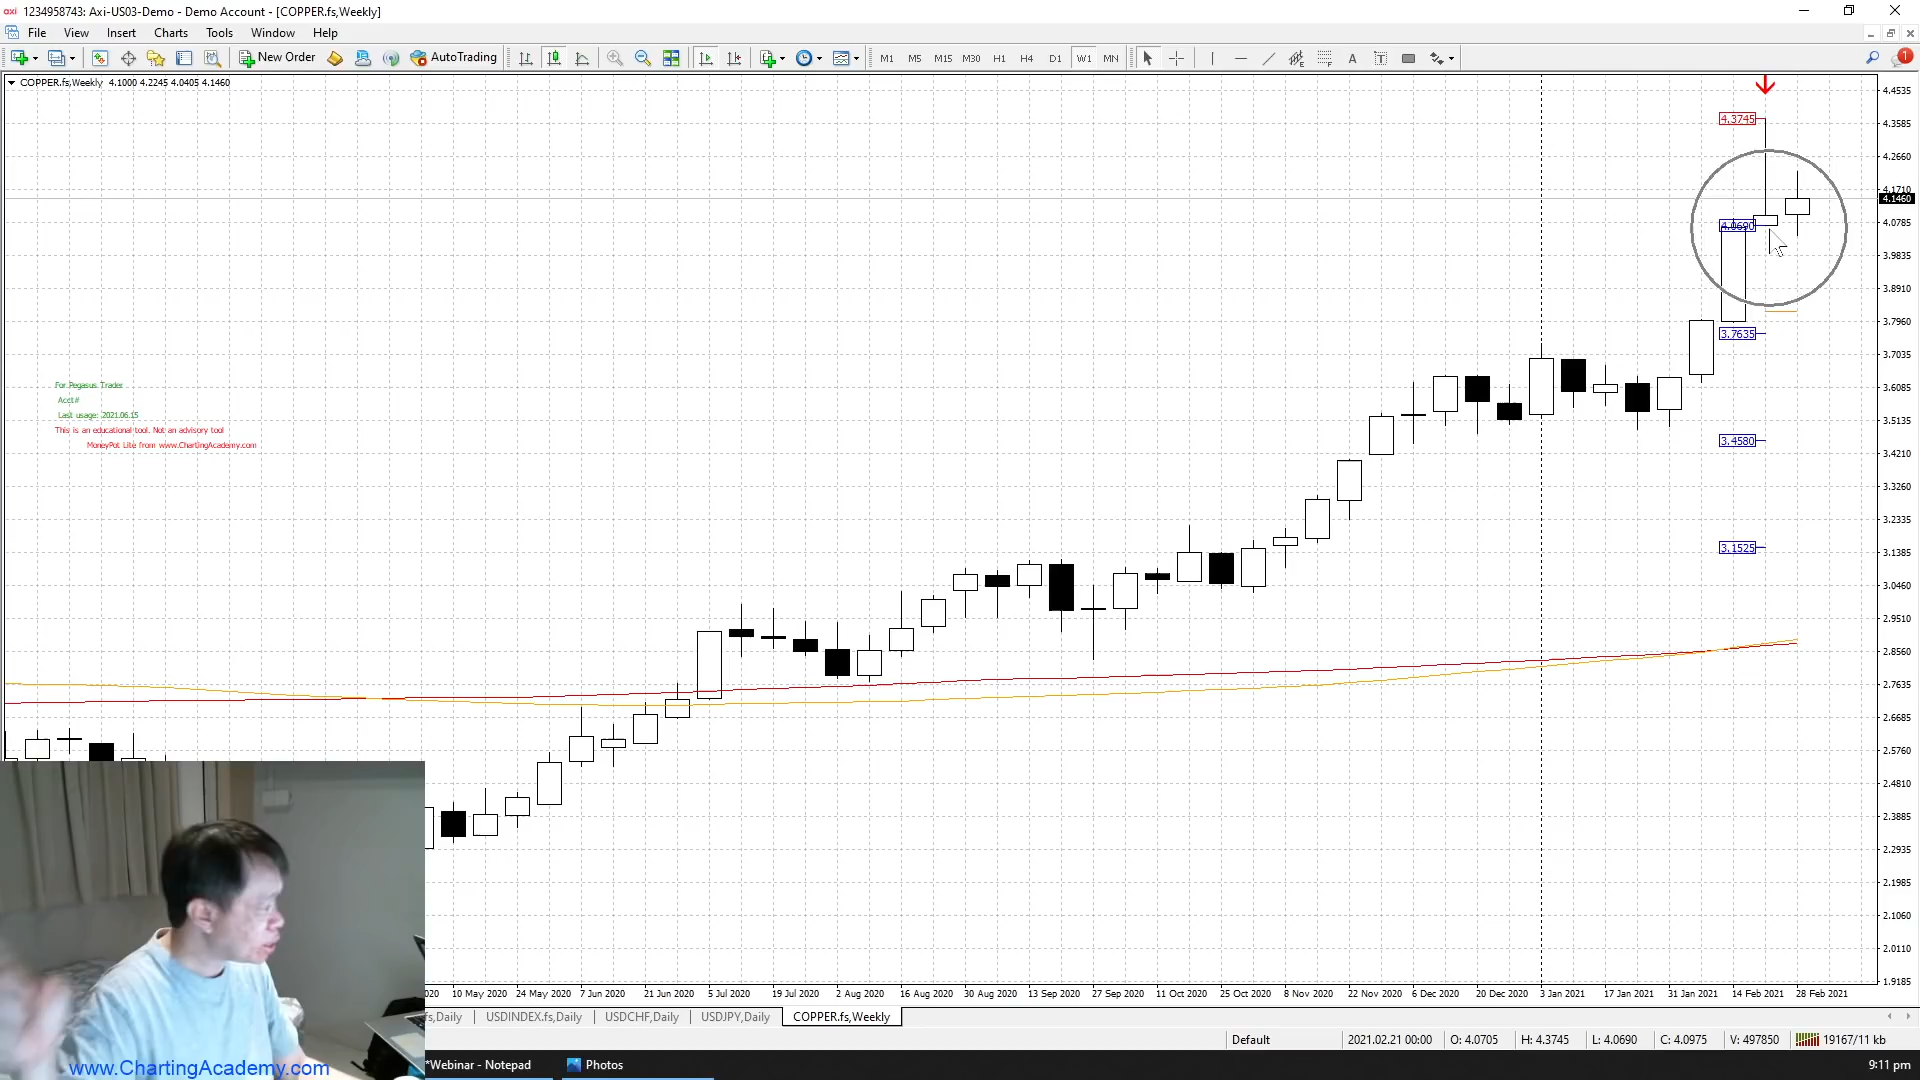 axi 1234958743: Axi-US03-Demo - Demo Account - [COPPER.fs,Weekly]
File View Insert Charts Tools Window Help
New Order AutoTrading M1 M5 M15 M30 H1 H4 D1 W1 MN A T 1
COPPER.fs,Weekly 4.1000 4.2245 4.0405 4.1460
4.4535
4.3745
4.3585
4.2660
4.1710
4.1460
4.0690
4.0785
3.9835
3.8910
3.7960
3.7635
3.7035
3.6085
3.5135
3.4580
3.4210
3.3260
3.2335
3.1525
3.1385
3.0460
2.9510
2.8560
2.7635
2.6685
2.5760
2.4810
2.3885
2.2935
2.1985
2.1060
2.0110
1.9185
For Pegasus Trader
Acct#
Last usage: 2021.06.15
This is an educational tool. Not an advisory tool
MoneyPot Lite from www.ChartingAcademy.com
020 10 May 2020 24 May 2020 7 Jun 2020 21 Jun 2020 5 Jul 2020 19 Jul 2020 2 Aug 2020 16 Aug 2020 30 Aug 2020 13 Sep 2020 27 Sep 2020 11 Oct 2020 25 Oct 2020 8 Nov 2020 22 Nov 2020 6 Dec 2020 20 Dec 2020 3 Jan 2021 17 Jan 2021 31 Jan 2021 14 Feb 2021 28 Feb 2021
fs,Daily USDINDEX.fs,Daily USDCHF,Daily USDJPY,Daily COPPER.fs,Weekly
Default 2021.02.21 00:00 O: 4.0705 H: 4.3745 L: 4.0690 C: 4.0975 V: 497850 19167/11 kb
www.ChartingAcademy.com
*Webinar - Notepad Photos 9:11 pm